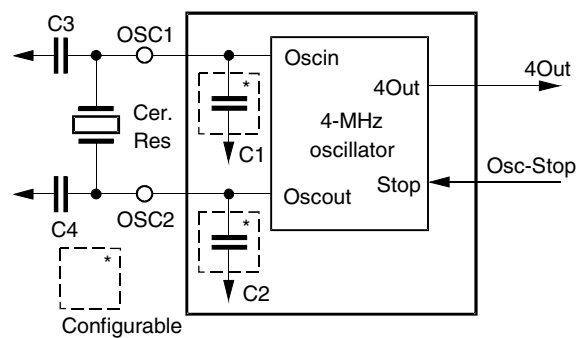 C3
OSC1
Oscin
*
4Out
4Out
Cer.
Res
4-MHz
oscillator
C1
Osc-Stop
Stop
Oscout
OSC2
C4
*
*
C2
Configurable